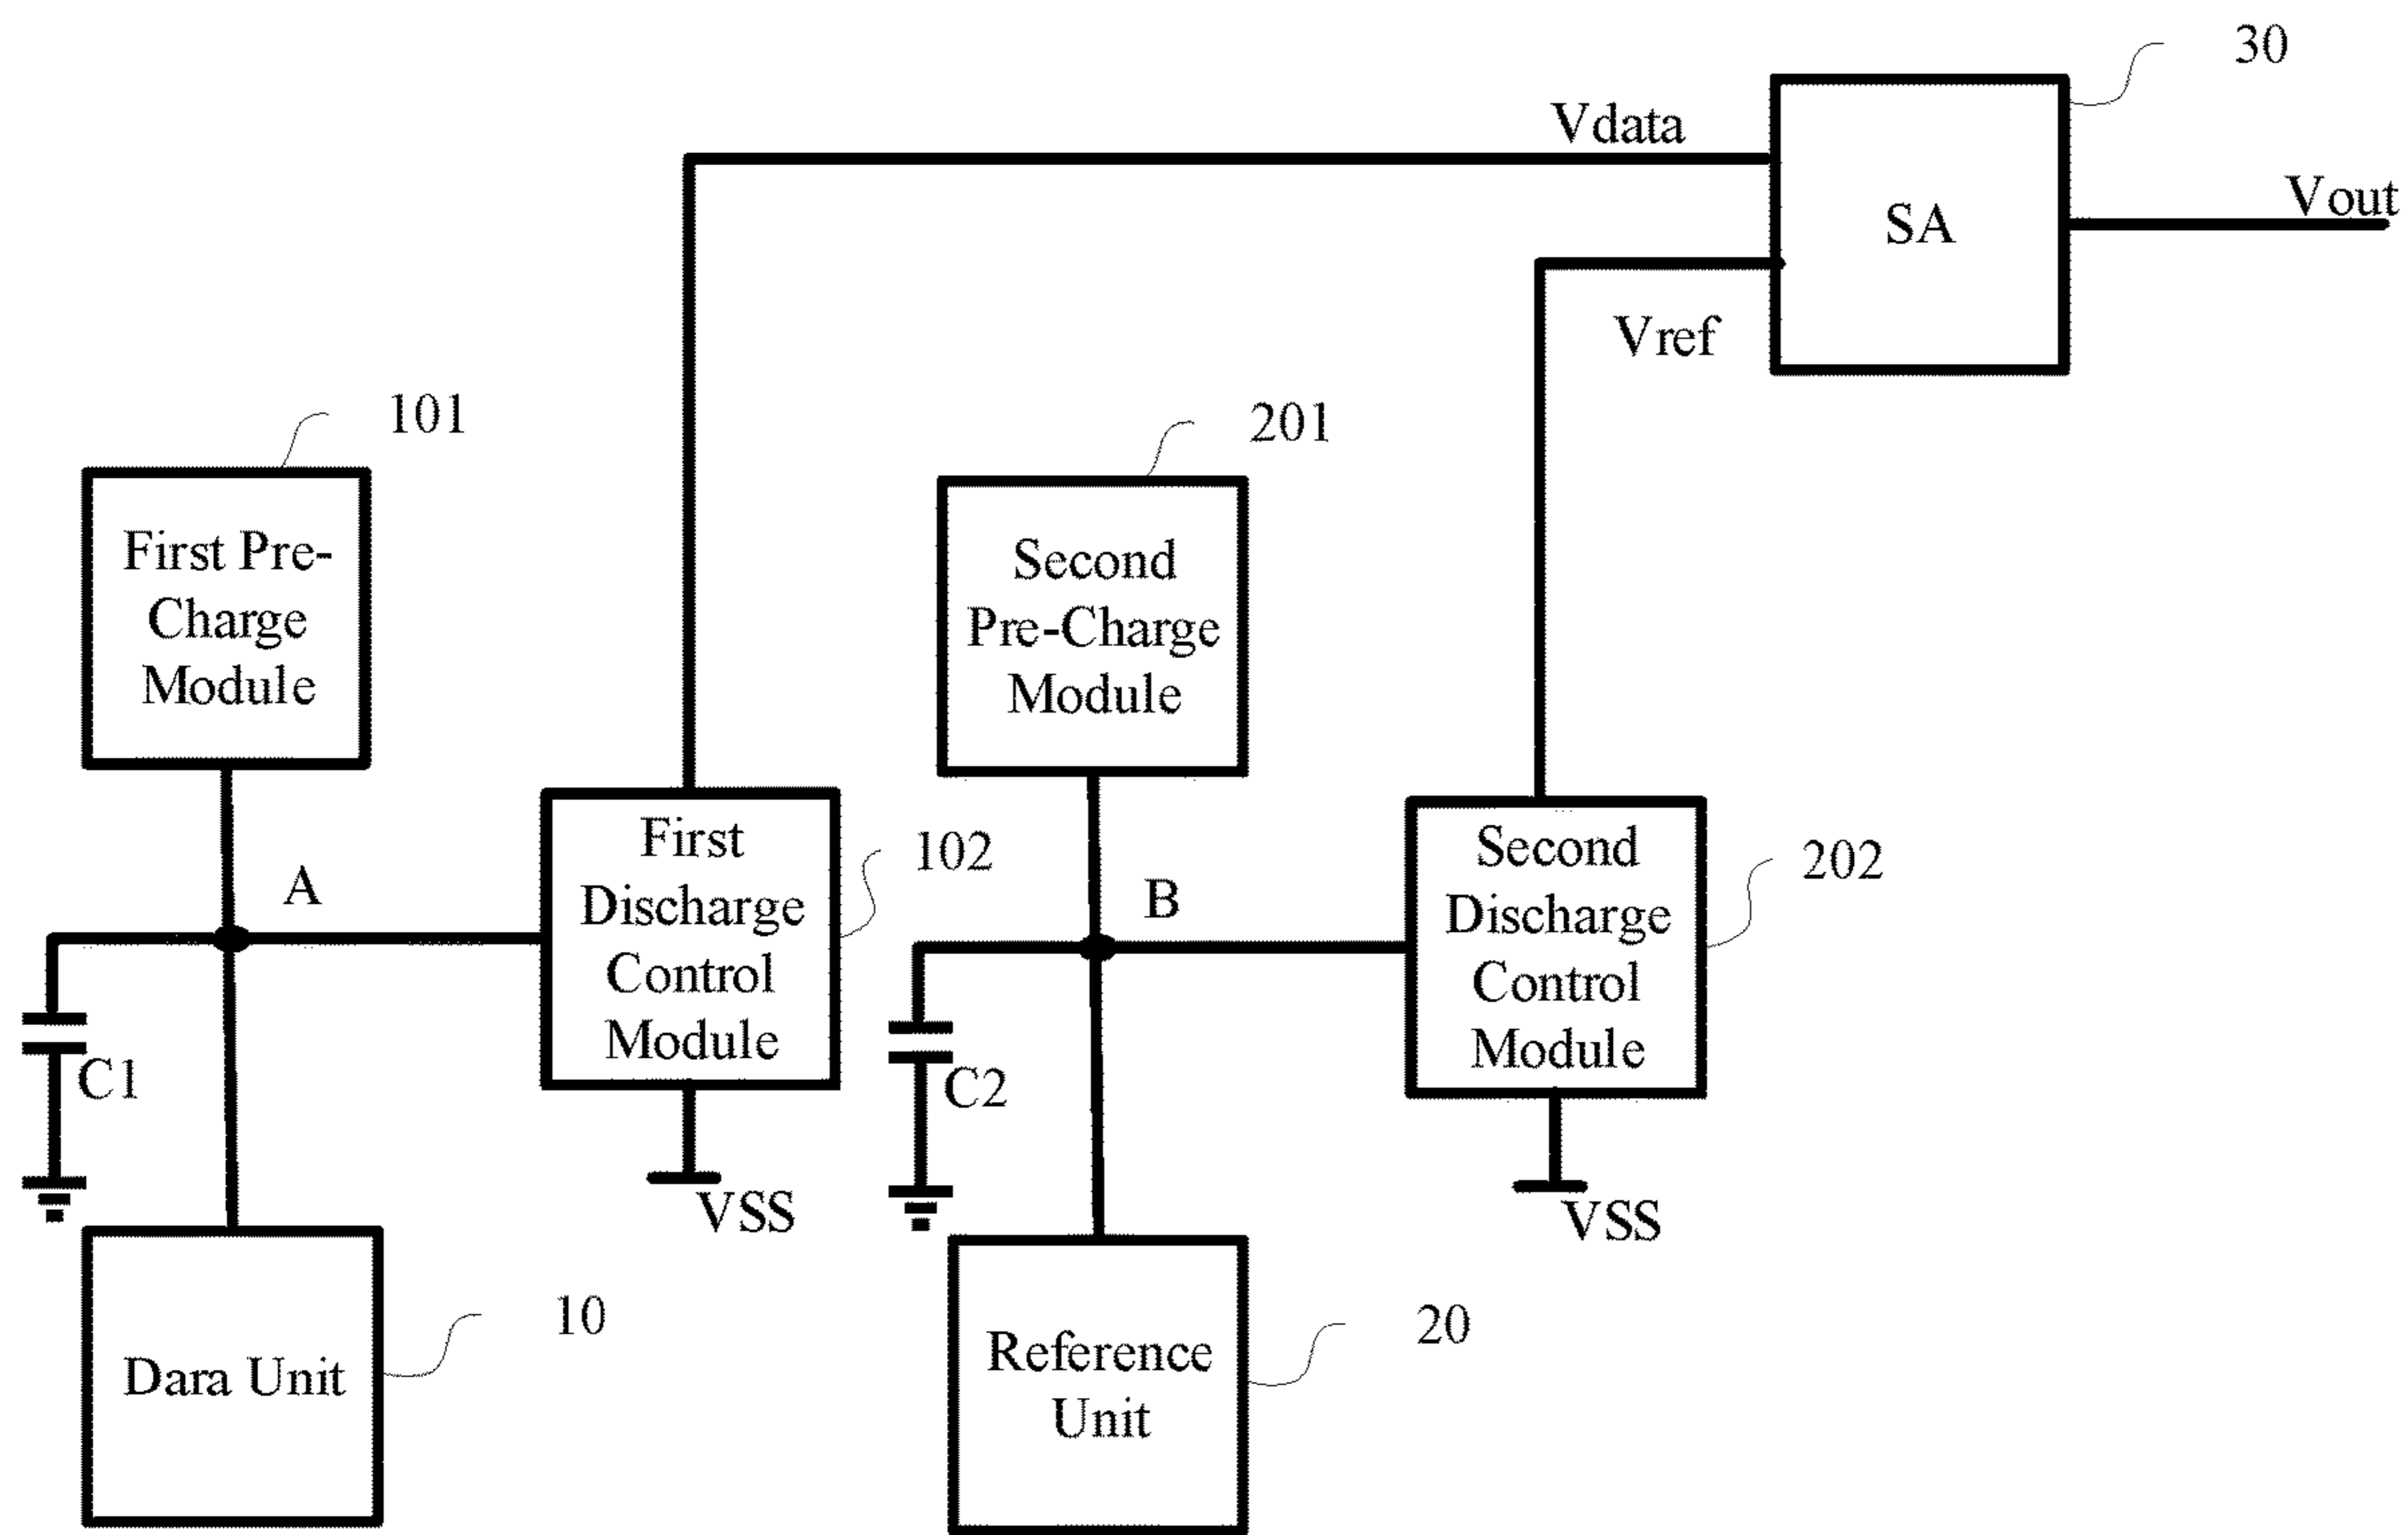 30
Vdata
SA
Vout
Vref
101
First Pre-
Charge
Module
201
Second
Pre-Charge
Module
A
First
Discharge
Control
Module
102
B
Second
Discharge
Control
Module
202
C1
C2
VSS
VSS
Dara Unit
10
Reference
Unit
20